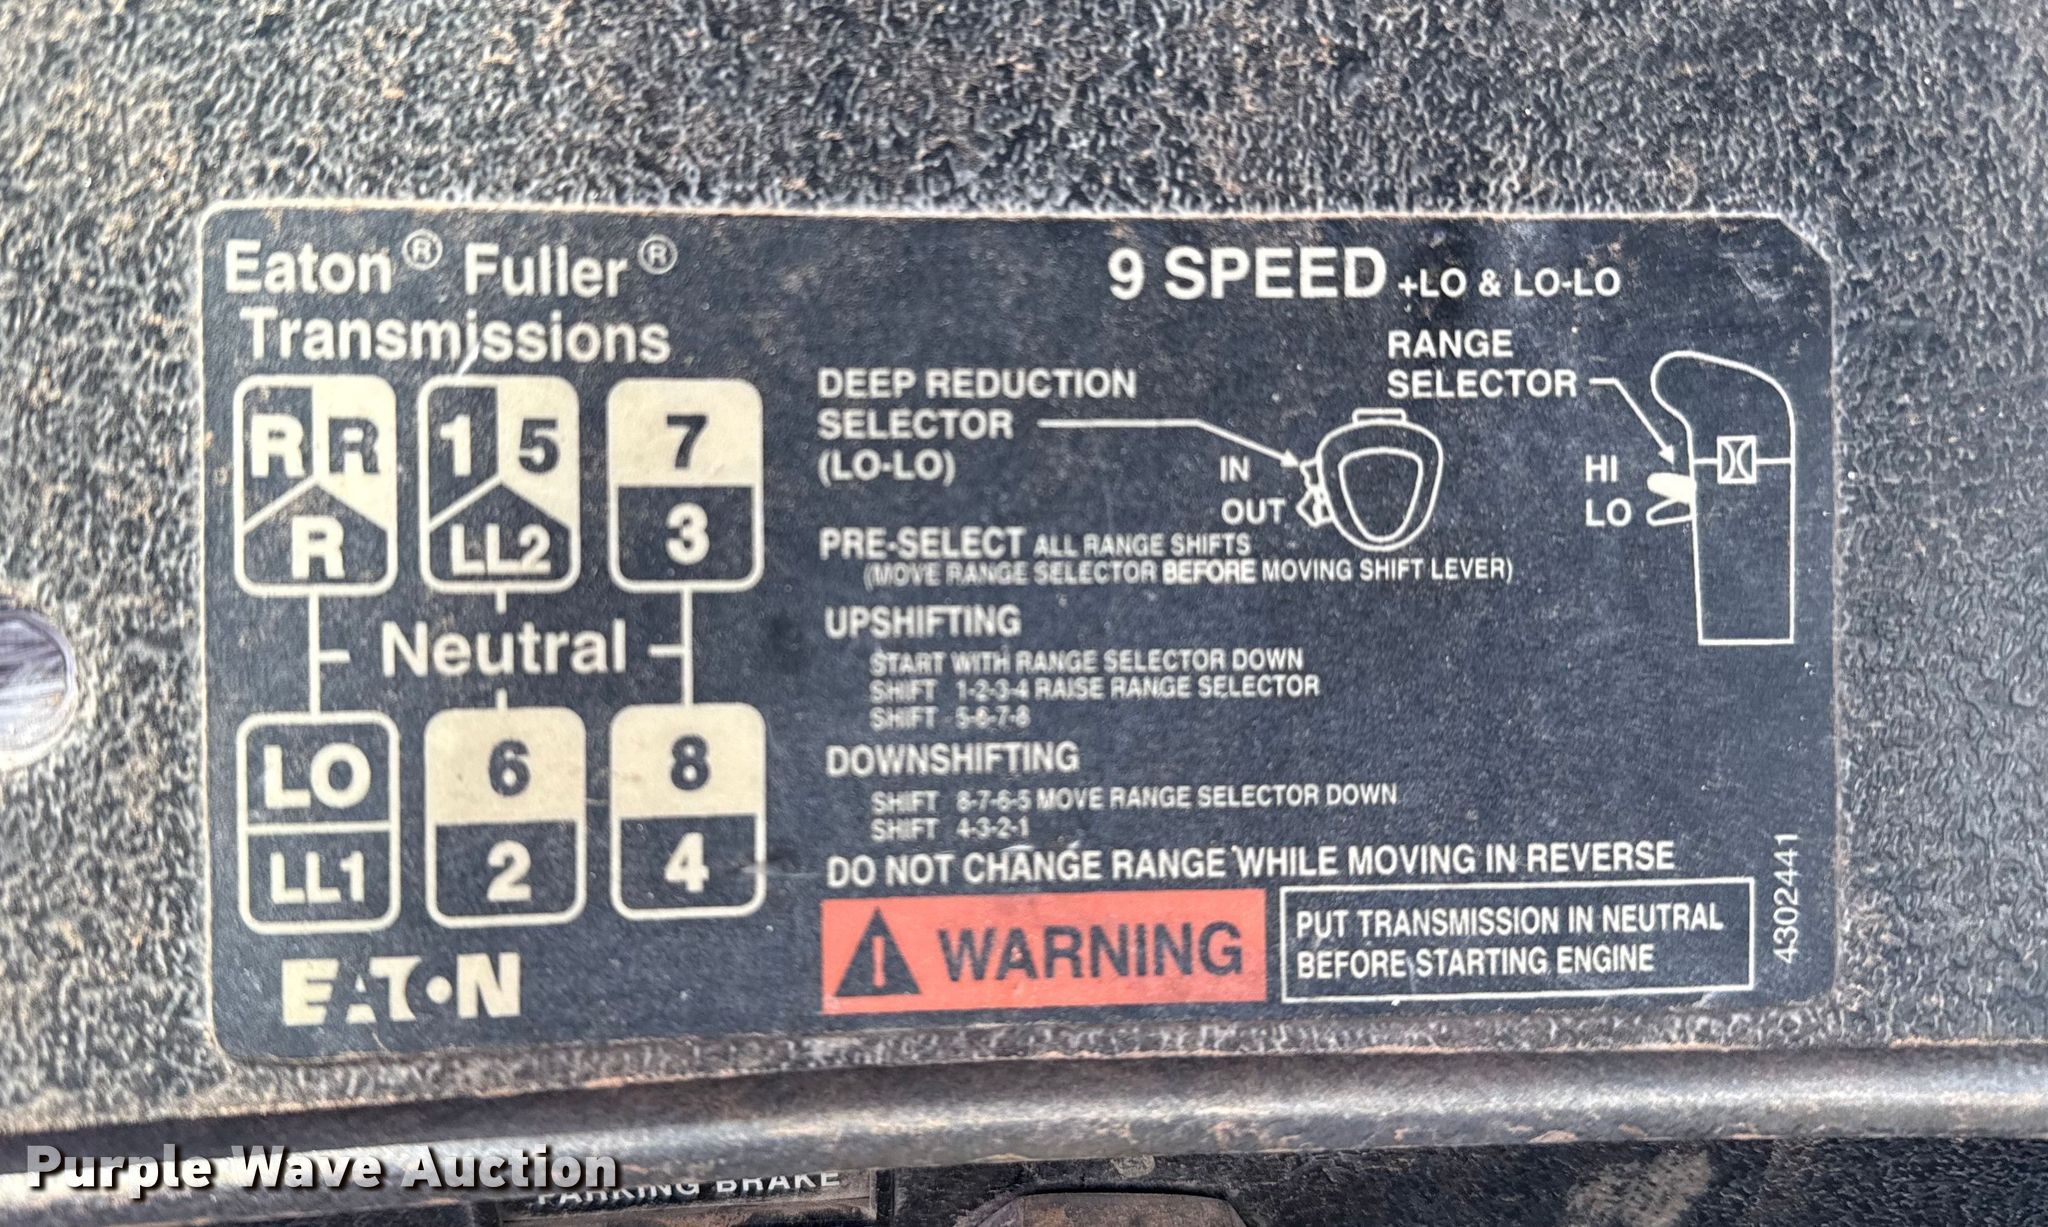 Eaton® Fuller®
Transmissions
9 SPEED +LO & LO-LO
R R
R
1 5
LL2
7
3
Neutral
LO
LL1
6
2
8
4
EATON
DEEP REDUCTION
SELECTOR
(LO-LO)
IN
OUT
RANGE
SELECTOR
HI
LO
PRE-SELECT ALL RANGE SHIFTS
(MOVE RANGE SELECTOR BEFORE MOVING SHIFT LEVER)
UPSHIFTING
START WITH RANGE SELECTOR DOWN
SHIFT 1-2-3-4 RAISE RANGE SELECTOR
SHIFT 5-6-7-8
DOWNSHIFTING
SHIFT 8-7-6-5 MOVE RANGE SELECTOR DOWN
SHIFT 4-3-2-1
DO NOT CHANGE RANGE WHILE MOVING IN REVERSE
WARNING
PUT TRANSMISSION IN NEUTRAL
BEFORE STARTING ENGINE
4302441
Purple Wave Auction
PARKING BRAKE